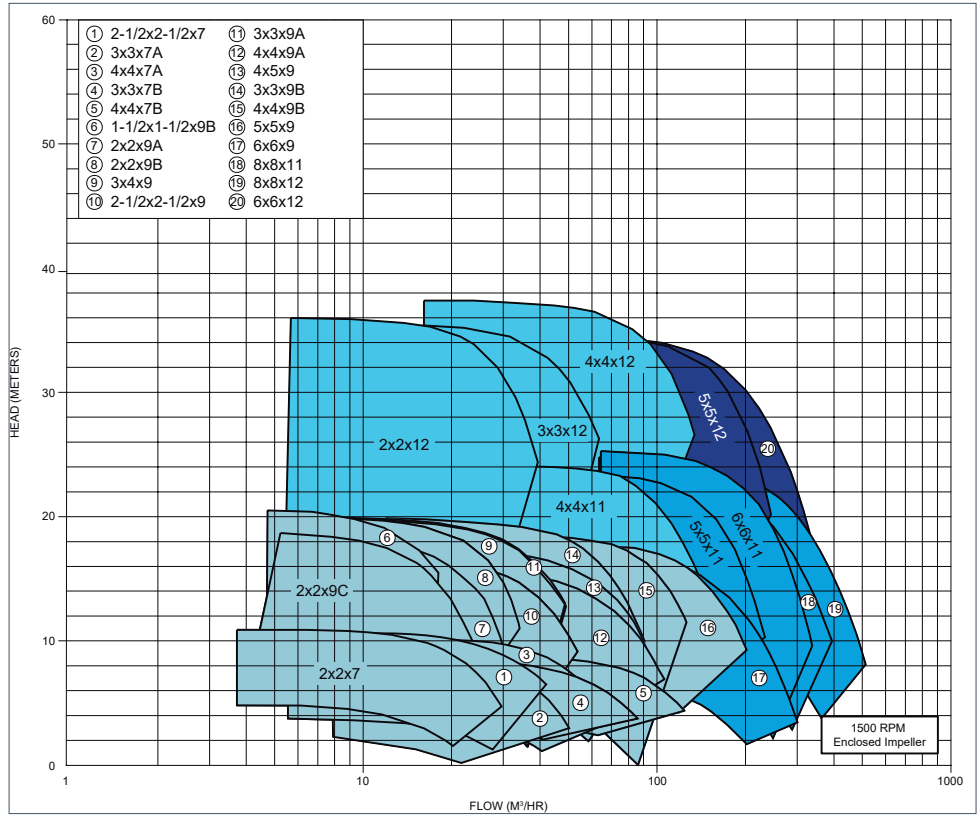 HEAD (METERS)
60
50
40
30
20
10
0
① 2-1/2x2-1/2x7
② 3x3x7A
③ 4x4x7A
④ 3x3x7B
⑤ 4x4x7B
⑥ 1-1/2x1-1/2x9B
⑦ 2x2x9A
⑧ 2x2x9B
⑨ 3x4x9
⑩ 2-1/2x2-1/2x9
⑪ 3x3x9A
⑫ 4x4x9A
⑬ 4x5x9
⑭ 3x3x9B
⑮ 4x4x9B
⑯ 5x5x9
⑰ 6x6x9
⑱ 8x8x11
⑲ 8x8x12
⑳ 6x6x12
4x4x12
5x5x12
3x3x12
2x2x12
⑳
4x4x11
5x5x11
6x6x11
⑥
⑨
⑭
⑪
⑧
⑬
⑮
2x2x9C
⑱
⑲
⑩
⑦
⑫
⑯
③
2x2x7
①
⑰
⑤
④
②
1500 RPM
Enclosed Impeller
1
10
100
1000
FLOW (M³/HR)